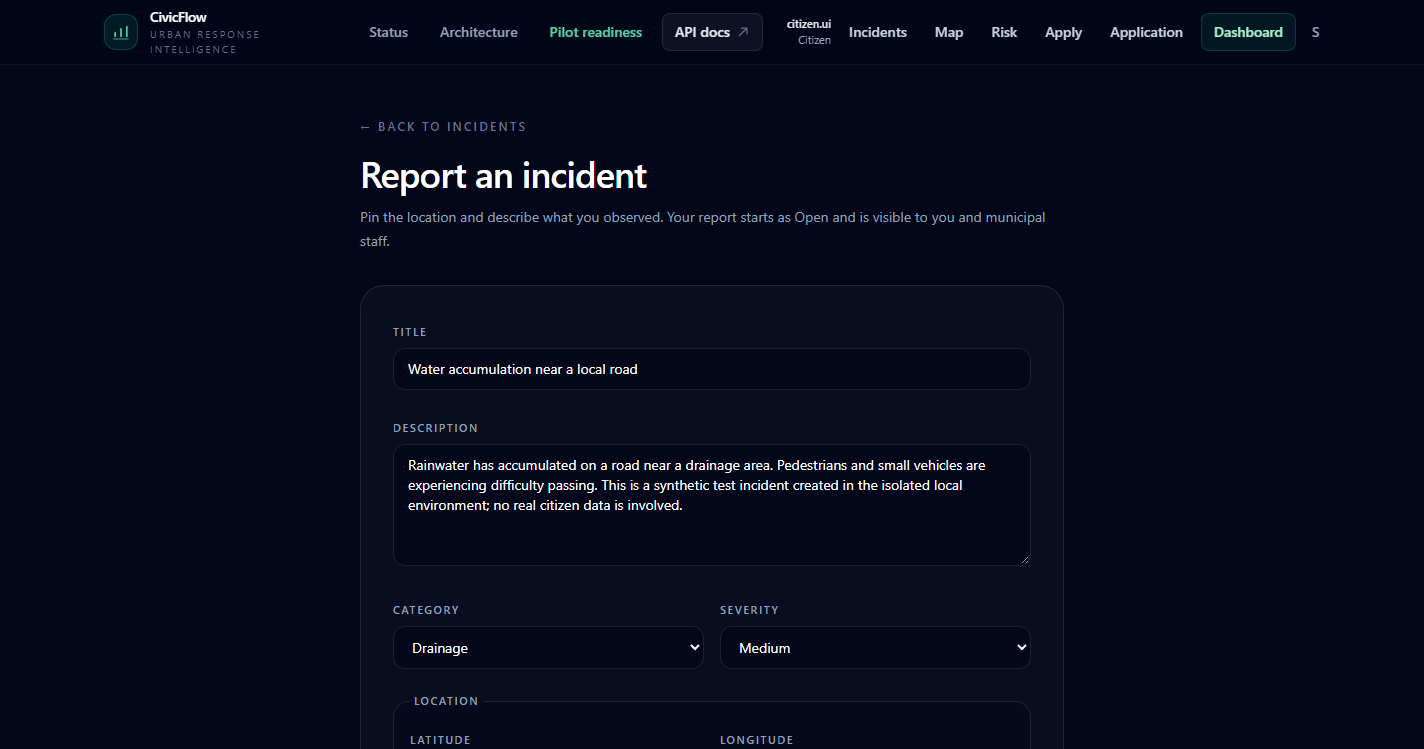 CivicFlow
URBAN RESPONSE
INTELLIGENCE
Status
Architecture
Pilot readiness
API docs ↗
citizen.ui
Citizen
Incidents
Map
Risk
Apply
Application
Dashboard
S
← BACK TO INCIDENTS
Report an incident
Pin the location and describe what you observed. Your report starts as Open and is visible to you and municipal
staff.
TITLE
Water accumulation near a local road
DESCRIPTION
Rainwater has accumulated on a road near a drainage area. Pedestrians and small vehicles are
experiencing difficulty passing. This is a synthetic test incident created in the isolated local
environment; no real citizen data is involved.
CATEGORY
SEVERITY
Drainage
Medium
LOCATION
LATITUDE
LONGITUDE